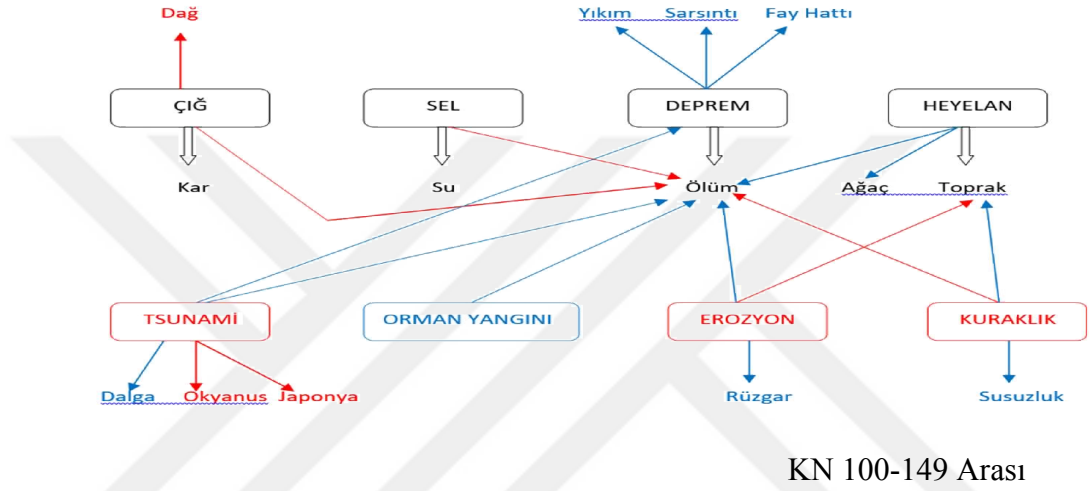 Dağ Yıkım Sarsıntı Fay Hattı
ÇIĞ SEL DEPREM HEYELAN
Kar Su Ölüm Ağaç Toprak
TSUNAMİ ORMAN YANGINI EROZYON KURAKLIK
Dalga Okyanus Japonya Rüzgar Susuzluk
KN 100-149 Arası